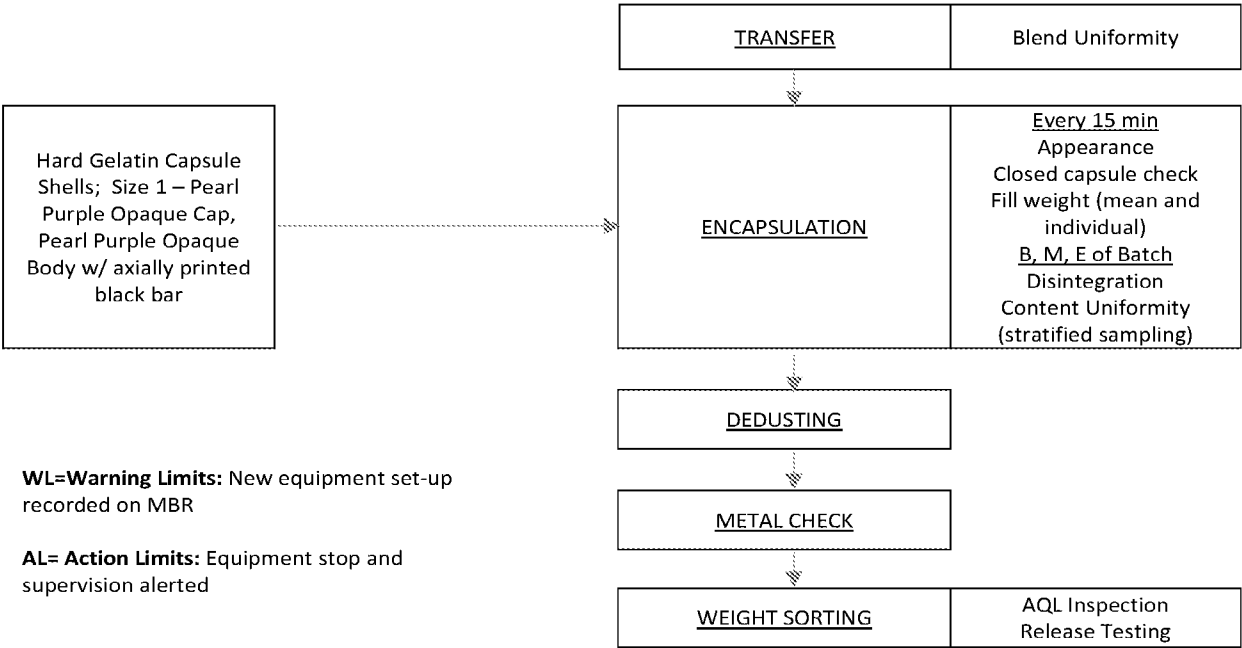 TRANSFER
Blend Uniformity
Hard Gelatin Capsule
Shells;  Size 1 – Pearl
Purple Opaque Cap,
Pearl Purple Opaque
Body w/ axially printed
black bar
ENCAPSULATION
Every 15 min
Appearance
Closed capsule check
Fill weight (mean and
individual)
B, M, E of Batch
Disintegration
Content Uniformity
(stratified sampling)
DEDUSTING
WL=Warning Limits: New equipment set-up
recorded on MBR
METAL CHECK
AL= Action Limits: Equipment stop and
supervision alerted
WEIGHT SORTING
AQL Inspection
Release Testing